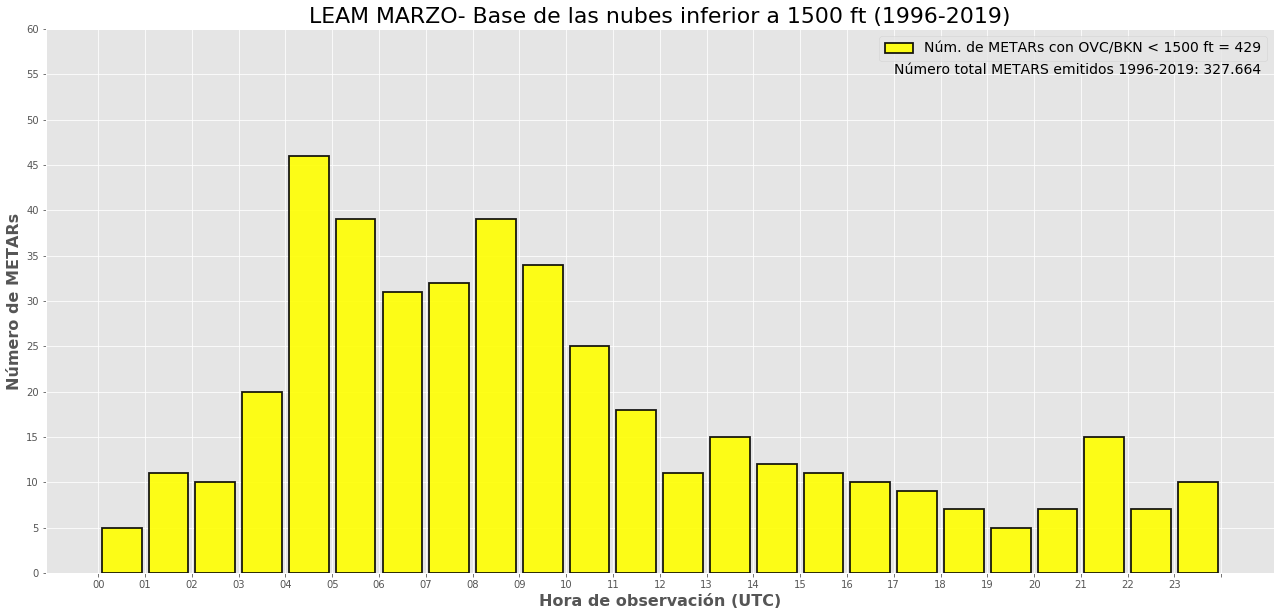 LEAM MARZO- Base de las nubes inferior a 1500 ft (1996-2019)
Núm. de METARs con OVC/BKN < 1500 ft = 429
Número total METARS emitidos 1996-2019: 327.664
Número de METARs
60
55
50
45
40
35
30
25
20
15
10
5
0
00 01 02 03 04 05 06 07 08 09 10 11 12 13 14 15 16 17 18 19 20 21 22 23
Hora de observación (UTC)